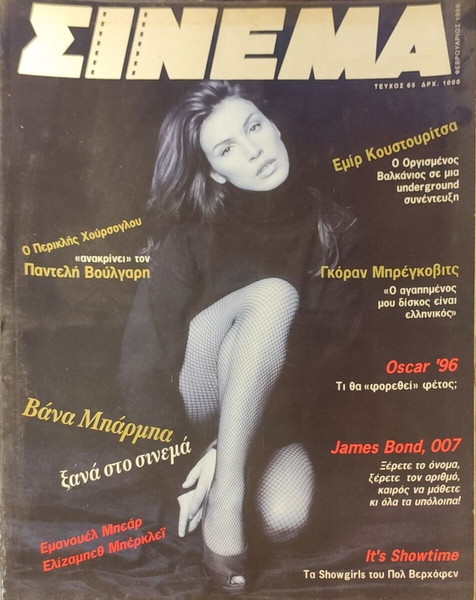 ΣΙΝΕΜΑ
ΦΕΒΡΟΥΑΡΙΟΣ 1996
ΤΕΥΧΟΣ 65 ΔΡΧ. 1000
Εμίρ Κουστουρίτσα
Ο Οργισμένος
Βαλκάνιος σε μια
underground
συνέντευξη
Ο Περικλής Χούρσογλου
«ανακρίνει» τον
Παντελή Βούλγαρη
Γκόραν Μπρέγκοβιτς
«Ο αγαπημένος
μου δίσκος είναι
ελληνικός»
Oscar '96
Τι θα «φορεθεί» φέτος;
Βάνα Μπάρμπα
ξανά στο σινεμά
James Bond, 007
Ξέρετε το όνομα,
ξέρετε τον αριθμό,
καιρός να μάθετε
κι όλα τα υπόλοιπα!
Εμανουέλ Μπεάρ
Ελίζαμπεθ Μπέρκλεϊ
It's Showtime
Τα Showgirls του Πολ Βερχόφεν